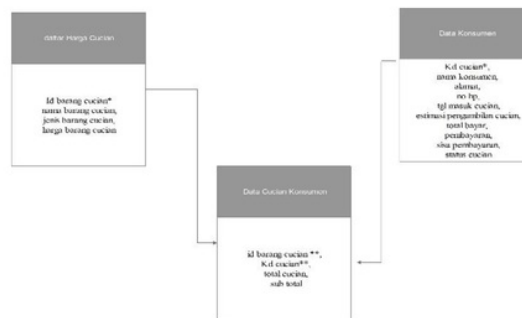 daftar Harga Cucian
Id barang cucian*
nama barang cucian,
jenis barang cucian,
harga barang cucian
Data Konsumen
Kd cucian*,
nama konsumen,
alamat,
no hp,
tgl masuk cucian,
estimasi pengambilan cucian,
total bayar,
pembayaran,
sisa pembayaran,
status cucian
Data Cucian Konsumen
id barang cucian **,
Kd cucian**,
total cucian,
sub total